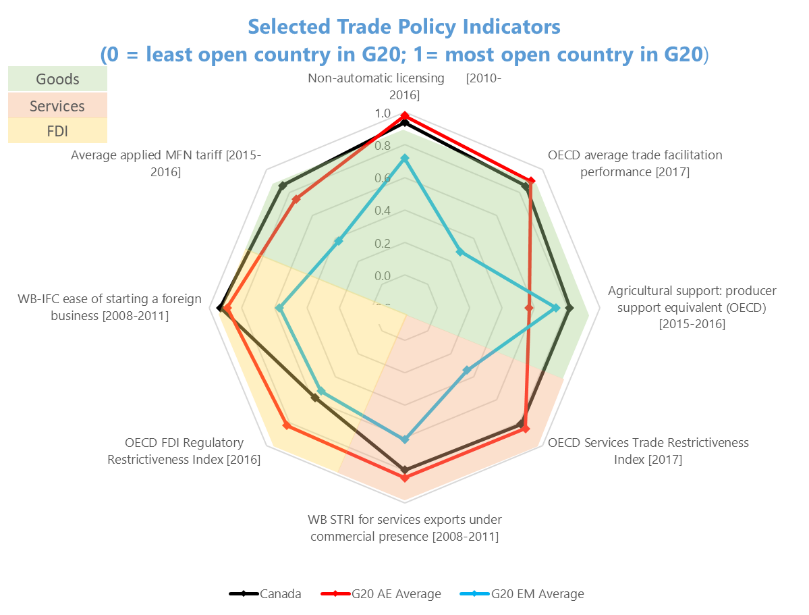 Selected Trade Policy Indicators
(0 = least open country in G20; 1= most open country in G20)
Goods
Services
FDI
Non-automatic licensing [2010-
2016]
OECD average trade facilitation
performance [2017]
Agricultural support: producer
support equivalent (OECD)
[2015-2016]
OECD Services Trade Restrictiveness
Index [2017]
WB STRI for services exports under
commercial presence [2008-2011]
OECD FDI Regulatory
Restrictiveness Index [2016]
WB-IFC ease of starting a foreign
business [2008-2011]
Average applied MFN tariff [2015-
2016]
1.0
0.8
0.6
0.4
0.2
0.0
Canada
G20 AE Average
G20 EM Average